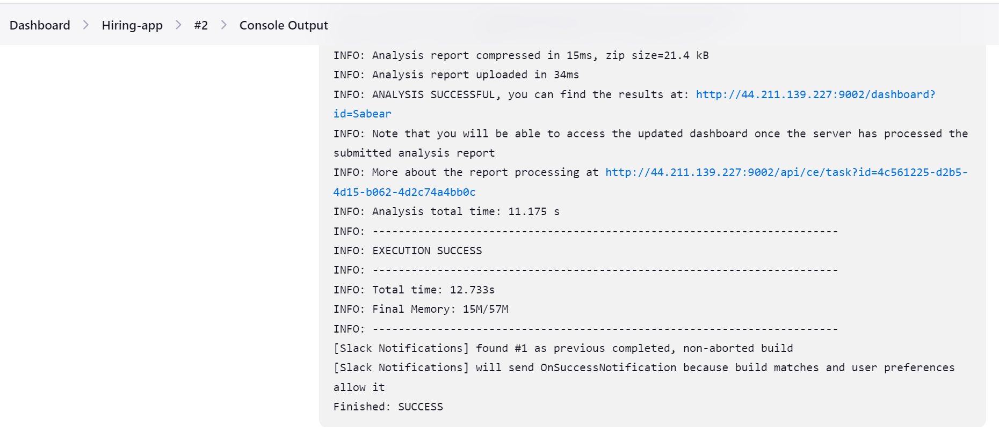 Dashboard > Hiring-app > #2 > Console Output
INFO: Analysis report compressed in 15ms, zip size=21.4 kB
INFO: Analysis report uploaded in 34ms
INFO: ANALYSIS SUCCESSFUL, you can find the results at: http://44.211.139.227:9002/dashboard?
id=Sabear
INFO: Note that you will be able to access the updated dashboard once the server has processed the
submitted analysis report
INFO: More about the report processing at http://44.211.139.227:9002/api/ce/task?id=4c561225-d2b5-
4d15-b062-4d2c74a4bb0c
INFO: Analysis total time: 11.175 s
INFO: ------------------------------------------------------------------------
INFO: EXECUTION SUCCESS
INFO: ------------------------------------------------------------------------
INFO: Total time: 12.733s
INFO: Final Memory: 15M/57M
INFO: ------------------------------------------------------------------------
[Slack Notifications] found #1 as previous completed, non-aborted build
[Slack Notifications] will send OnSuccessNotification because build matches and user preferences
allow it
Finished: SUCCESS